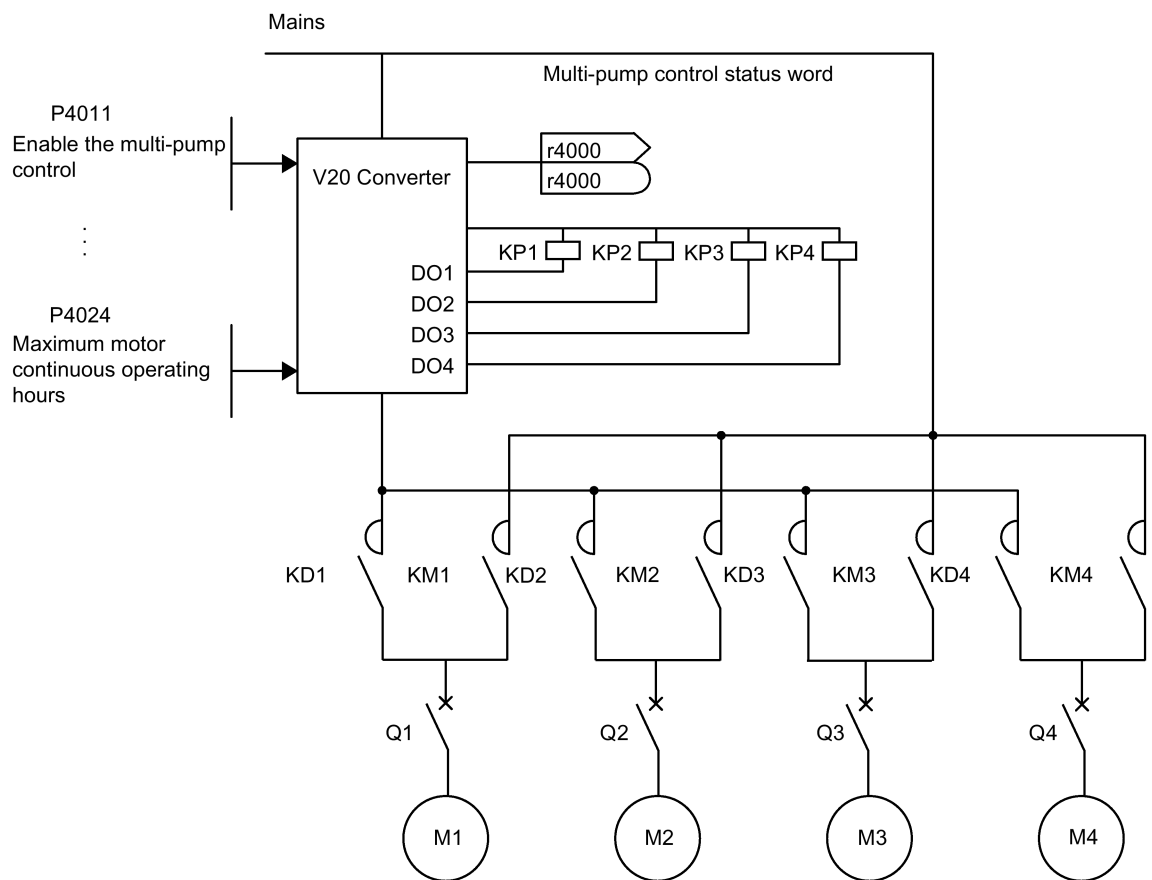 Mains
Multi-pump control status word
P4011
Enable the multi-pump
control
V20 Converter
r4000
r4000
KP1
KP2
KP3
KP4
DO1
DO2
DO3
DO4
P4024
Maximum motor
continuous operating
hours
KD1
KM1
KD2
KM2
KD3
KM3
KD4
KM4
Q1
Q2
Q3
Q4
M1
M2
M3
M4